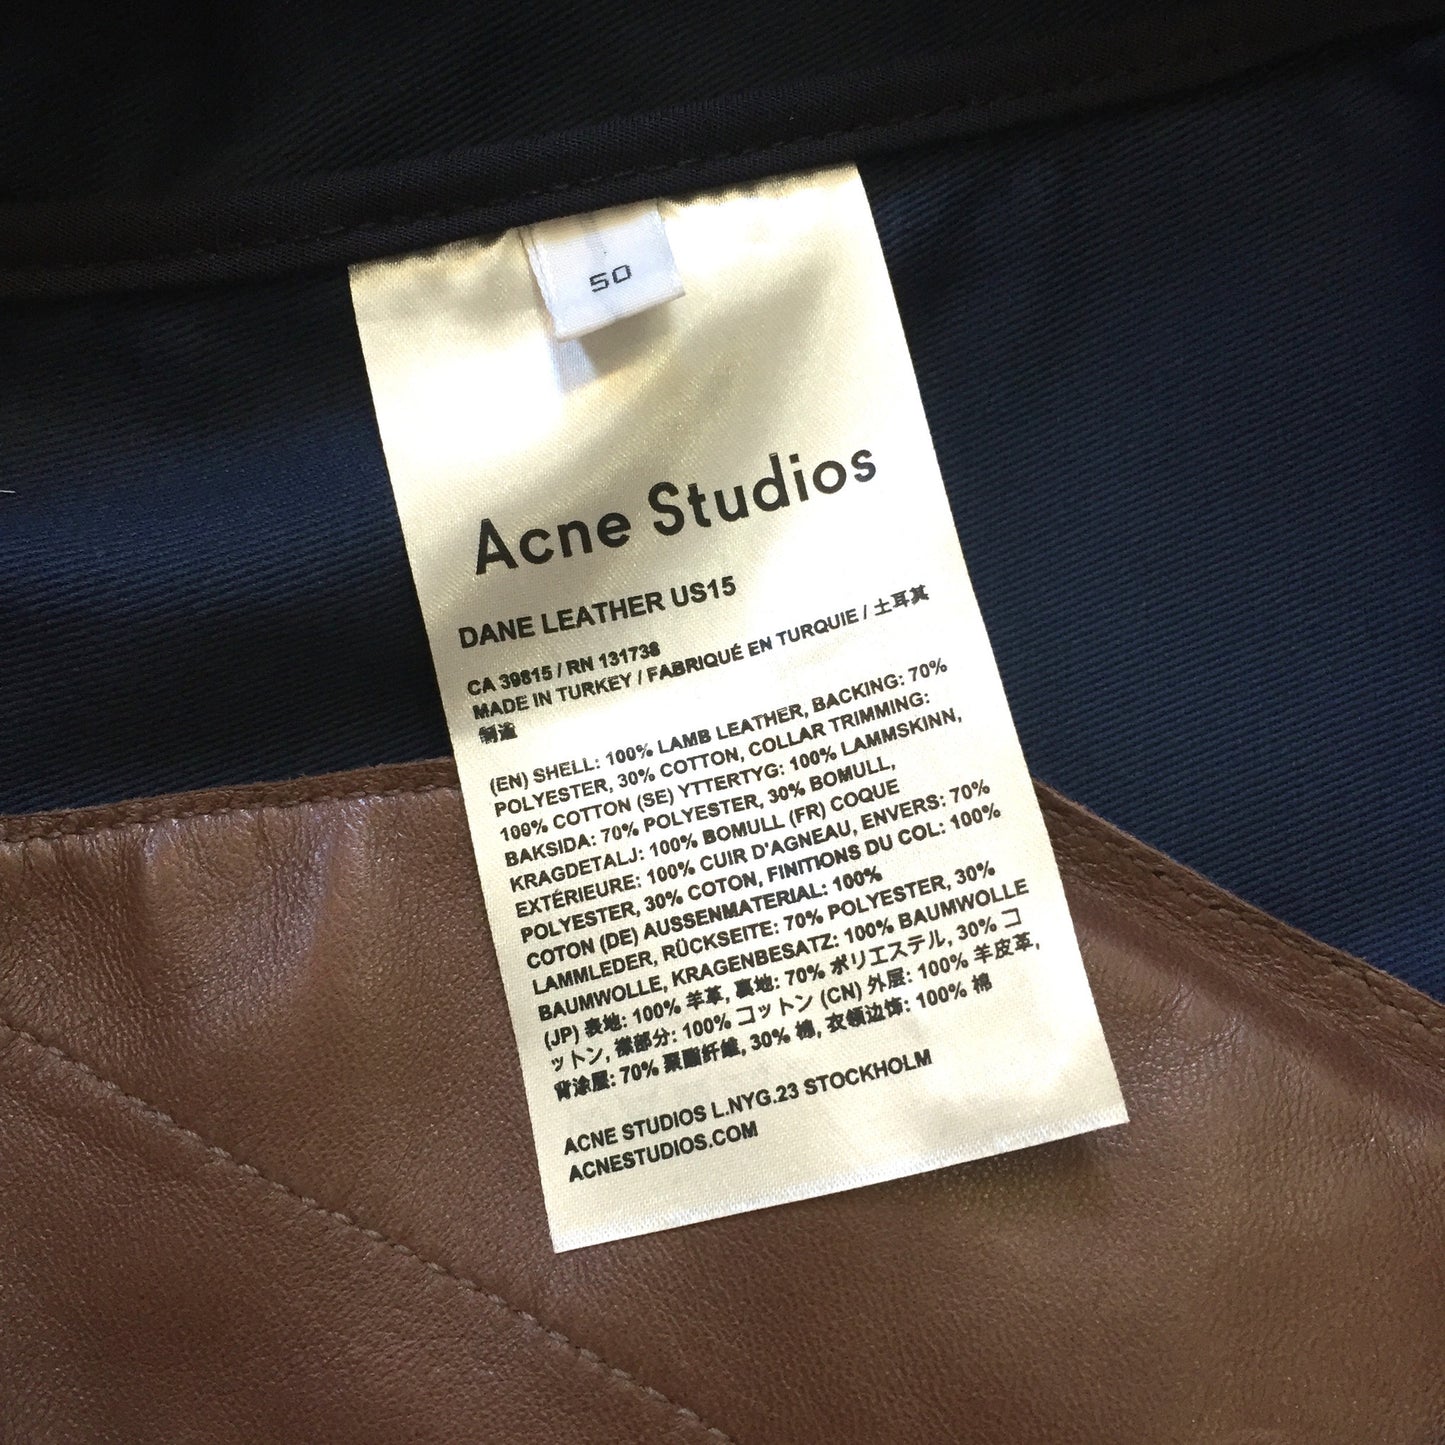 50
Acne Studios
DANE LEATHER US15
CA 39815 / RN 131738
MADE IN TURKEY / FABRIQUÉ EN TURQUIE / 土耳其
制造
(EN) SHELL: 100% LAMB LEATHER, BACKING: 70%
POLYESTER, 30% COTTON, COLLAR TRIMMING:
100% COTTON (SE) YTTERTYG: 100% LAMMSKINN,
BAKSIDA: 70% POLYESTER, 30% BOMULL,
KRAGDETALJ: 100% BOMULL (FR) COQUE
EXTÉRIEURE: 100% CUIR D'AGNEAU, ENVERS: 70%
POLYESTER, 30% COTON, FINITIONS DU COL: 100%
COTON (DE) AUSSENMATERIAL: 100%
LAMMLEDER, RÜCKSEITE: 70% POLYESTER, 30%
BAUMWOLLE, KRAGENBESATZ: 100% BAUMWOLLE
(JP) 表地: 100% 羊革, 裏地: 70% ポリエステル, 30% コ
ットン, 襟部分: 100% コットン (CN) 外层: 100% 羊皮革,
背涂层: 70% 聚酯纤维, 30% 棉, 衣领边饰: 100% 棉
ACNE STUDIOS L.NYG.23 STOCKHOLM
ACNESTUDIOS.COM